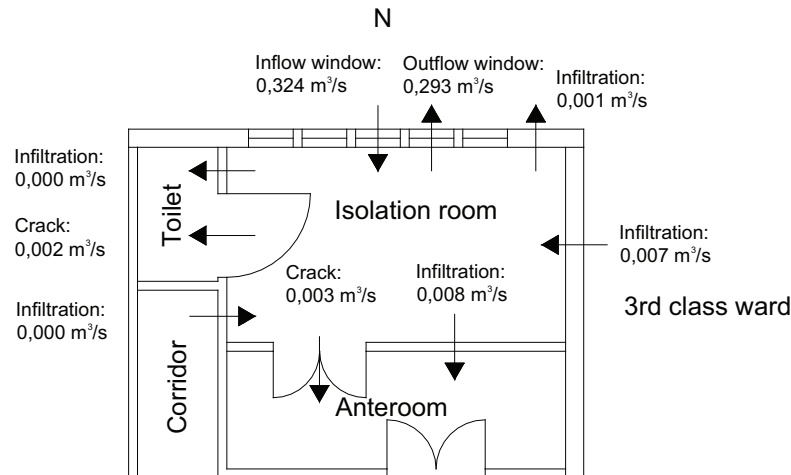 N
Inflow window:
0,324 m³/s
Outflow window:
0,293 m³/s
Infiltration:
0,001 m³/s
Infiltration:
0,000 m³/s
Toilet
Isolation room
Crack:
0,002 m³/s
Infiltration:
0,007 m³/s
Crack:
0,003 m³/s
Infiltration:
0,008 m³/s
Infiltration:
0,000 m³/s
3rd class ward
Corridor
Anteroom